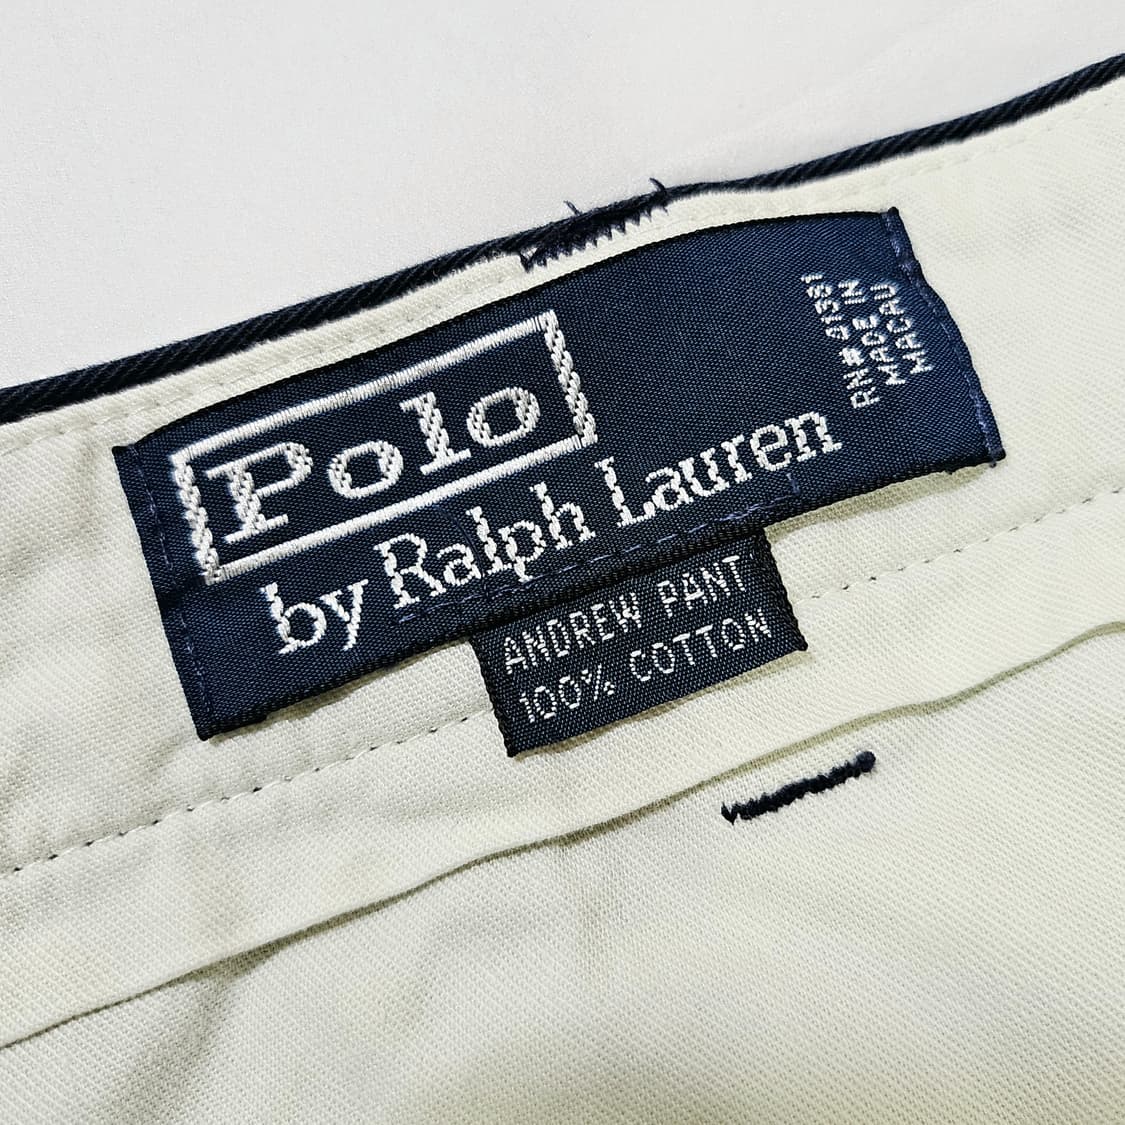 Polo
by Ralph Lauren
RN# 41381
MADE IN
MACAU
ANDREW PANT
100% COTTON